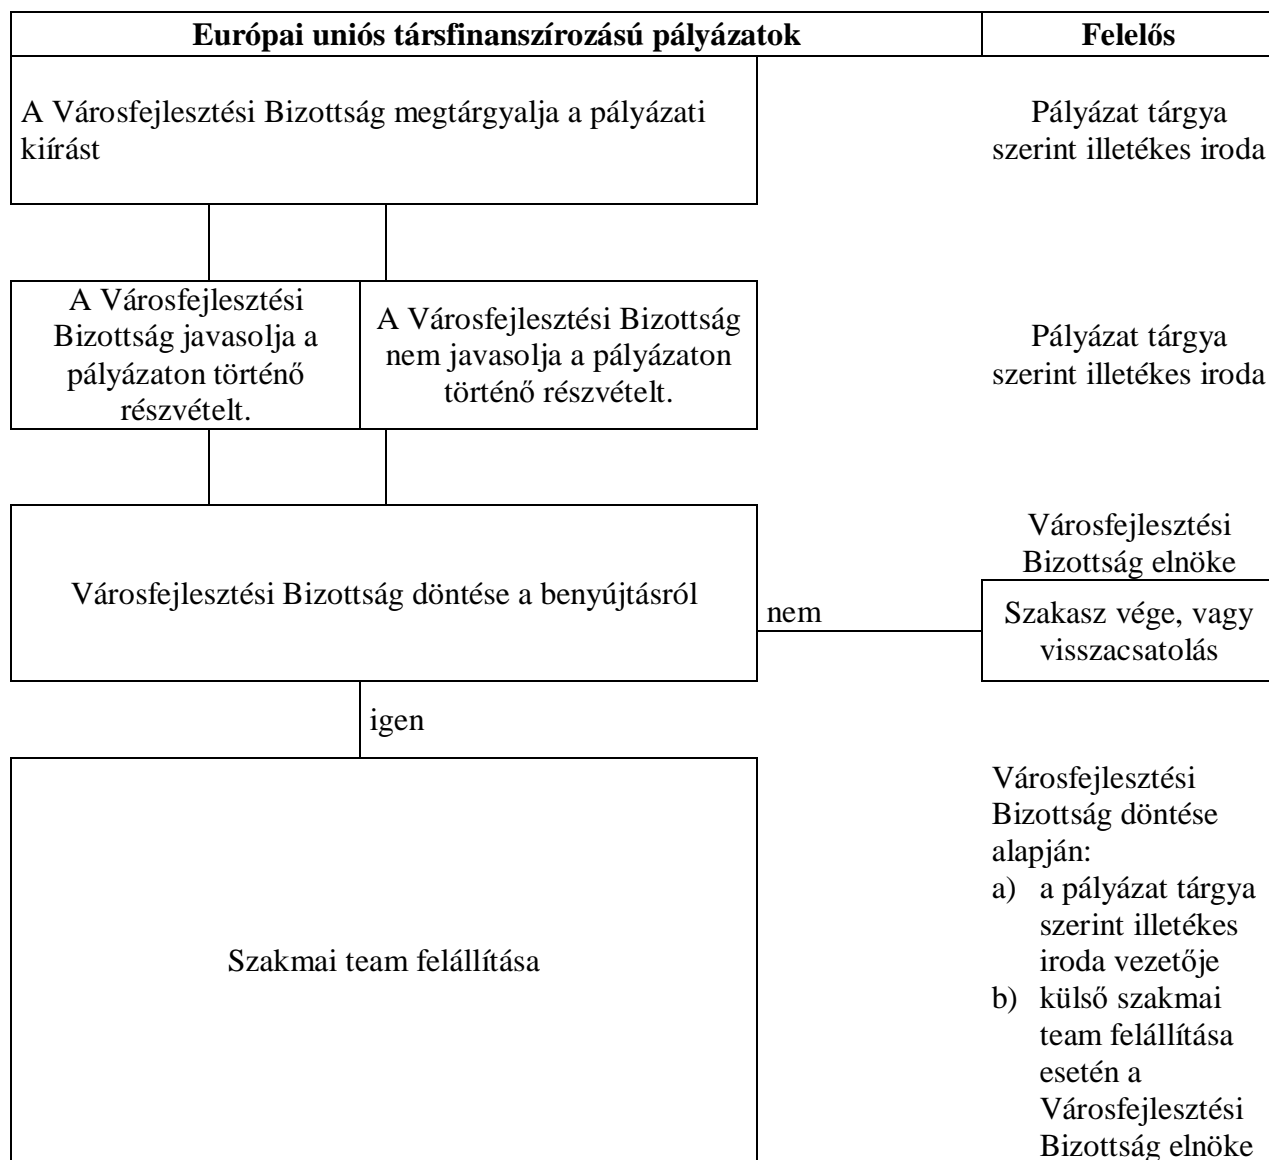 Európai uniós társfinanszírozású pályázatok
Felelős
A Városfejlesztési Bizottság megtárgyalja a pályázati
kiírást
Pályázat tárgya
szerint illetékes iroda
A Városfejlesztési
Bizottság javasolja a
pályázaton történő
részvételt.
A Városfejlesztési Bizottság
nem javasolja a pályázaton
történő részvételt.
Pályázat tárgya
szerint illetékes iroda
Városfejlesztési Bizottság döntése a benyújtásról
Városfejlesztési
Bizottság elnöke
nem
Szakasz vége, vagy
visszacsatolás
igen
Szakmai team felállítása
Városfejlesztési
Bizottság döntése
alapján:
a) a pályázat tárgya
szerint illetékes
iroda vezetője
b) külső szakmai
team felállítása
esetén a
Városfejlesztési
Bizottság elnöke